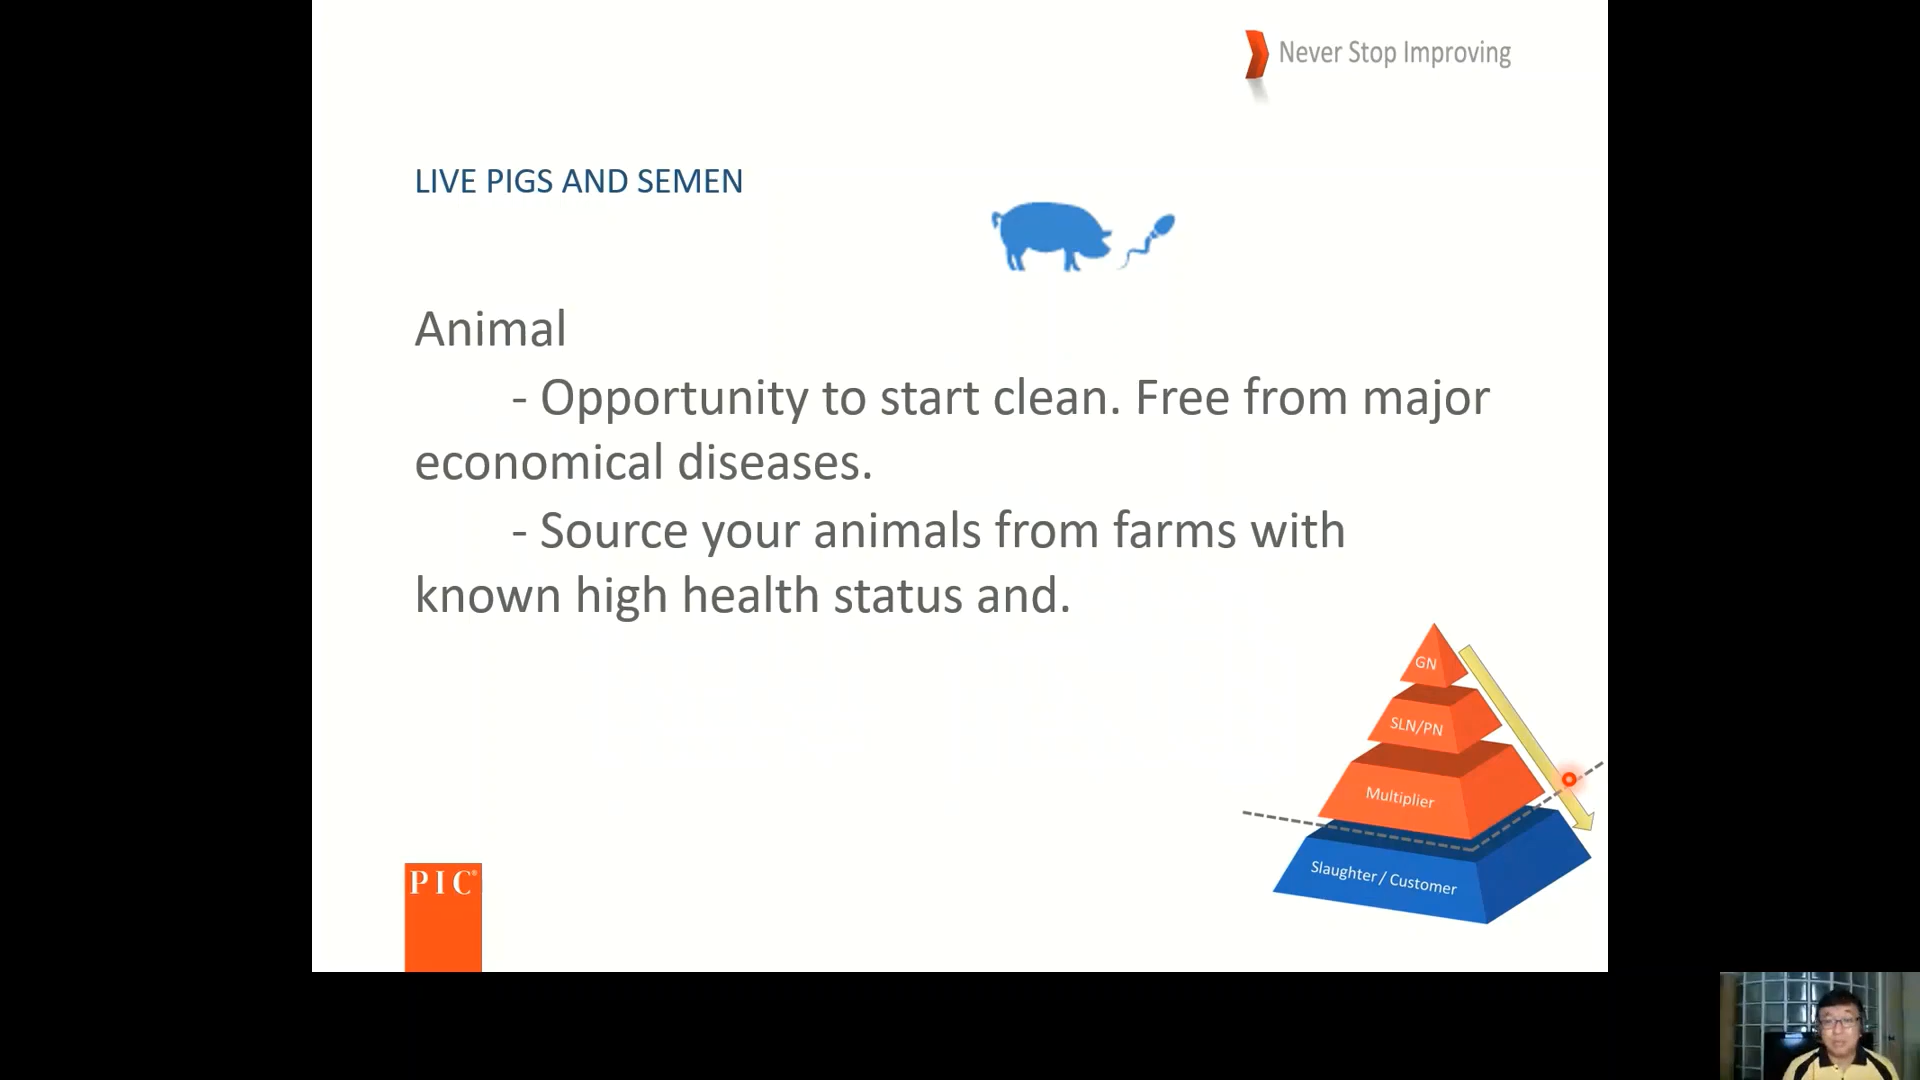 Never Stop Improving
LIVE PIGS AND SEMEN
Animal
- Opportunity to start clean. Free from major
economical diseases.
- Source your animals from farms with
known high health status and.
GN
SLN/PN
Multiplier
Slaughter / Customer
PIC®